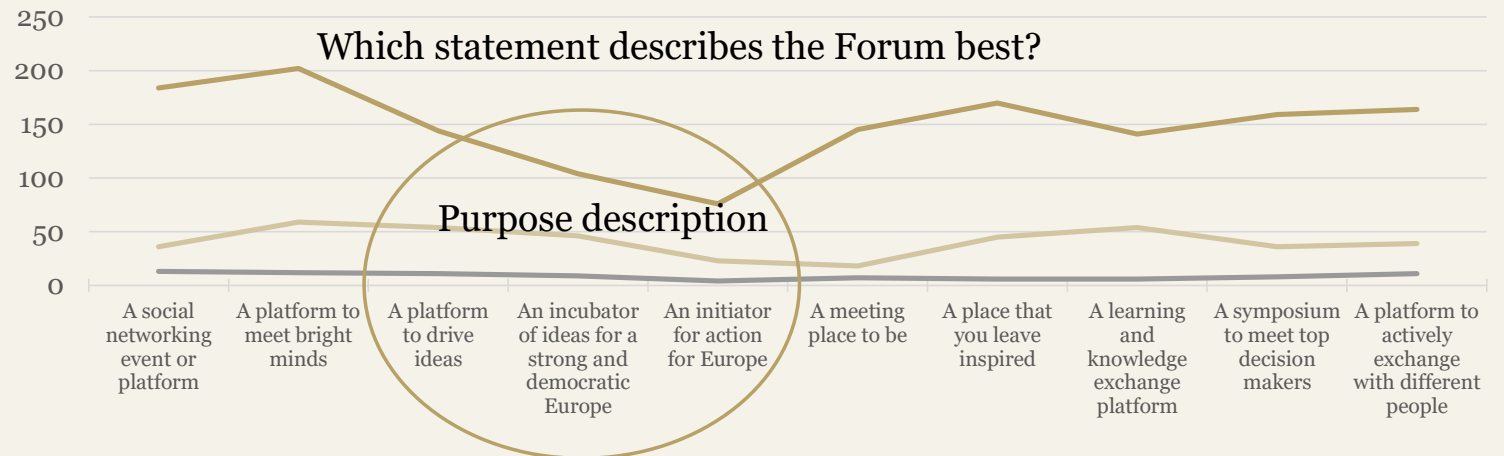 Which statement describes the Forum best?
250
200
150
100
50
0
Purpose description
A social
networking
event or
platform
A platform to
meet bright
minds
A platform
to drive
ideas
An incubator
of ideas for a
strong and
democratic
Europe
An initiator
for action
for Europe
A meeting
place to be
A place that
you leave
inspired
A learning
and
knowledge
exchange
platform
A symposium
to meet top
decision
makers
A platform to
actively
exchange
with different
people